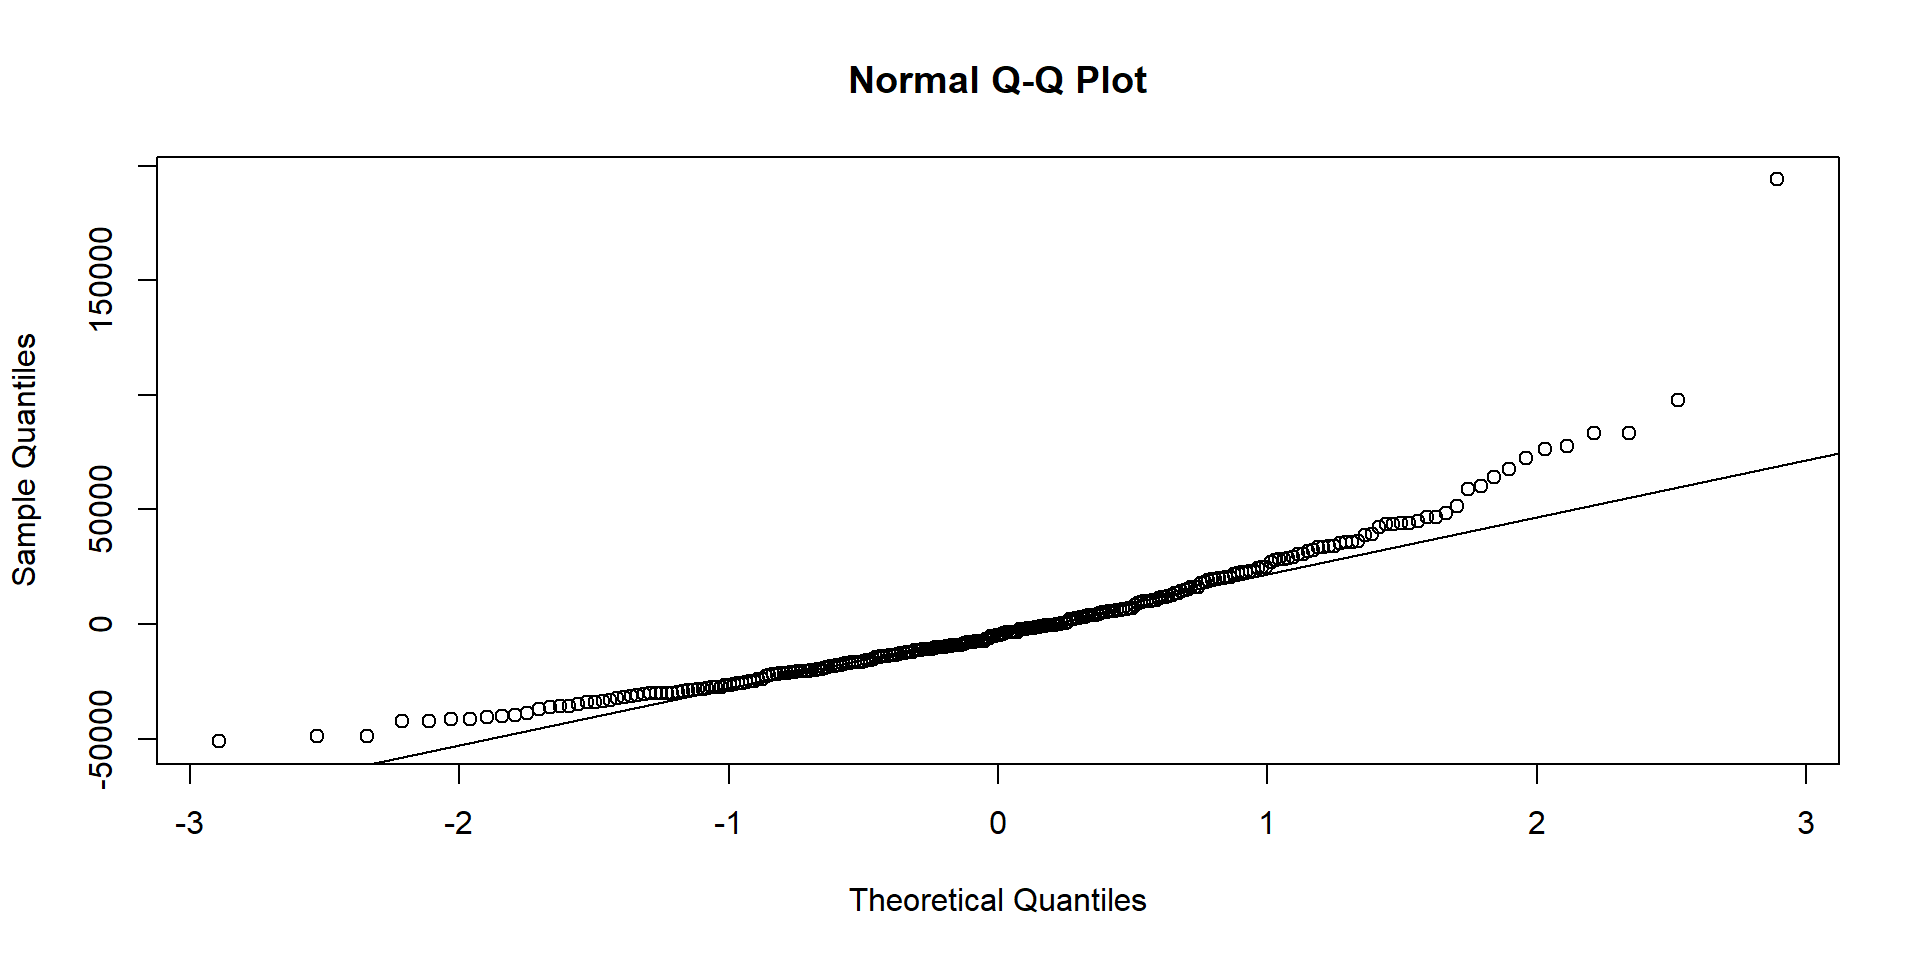 Normal Q-Q Plot
Sample Quantiles
150000
50000
0
-50000
-3 -2 -1 0 1 2 3
Theoretical Quantiles